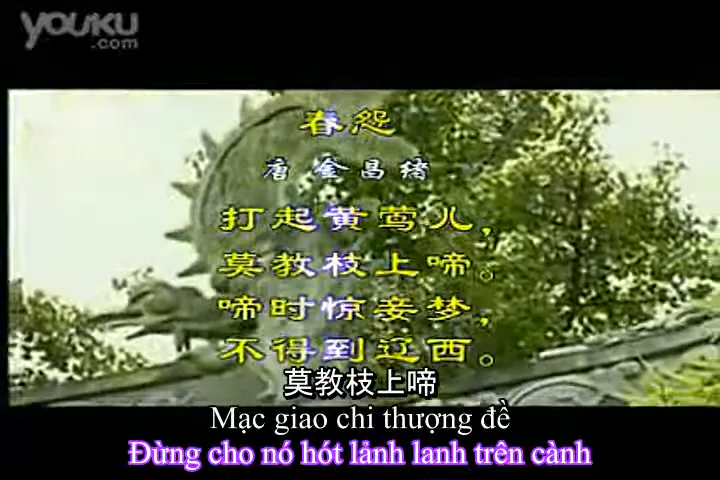 YOUKU
.com
春怨
唐 金昌绪
打起黄莺儿，
莫教枝上啼。
啼时惊妾梦，
不得到辽西。
莫教枝上啼
Mạc giao chi thượng đề
Đừng cho nó hót lảnh lanh trên cành